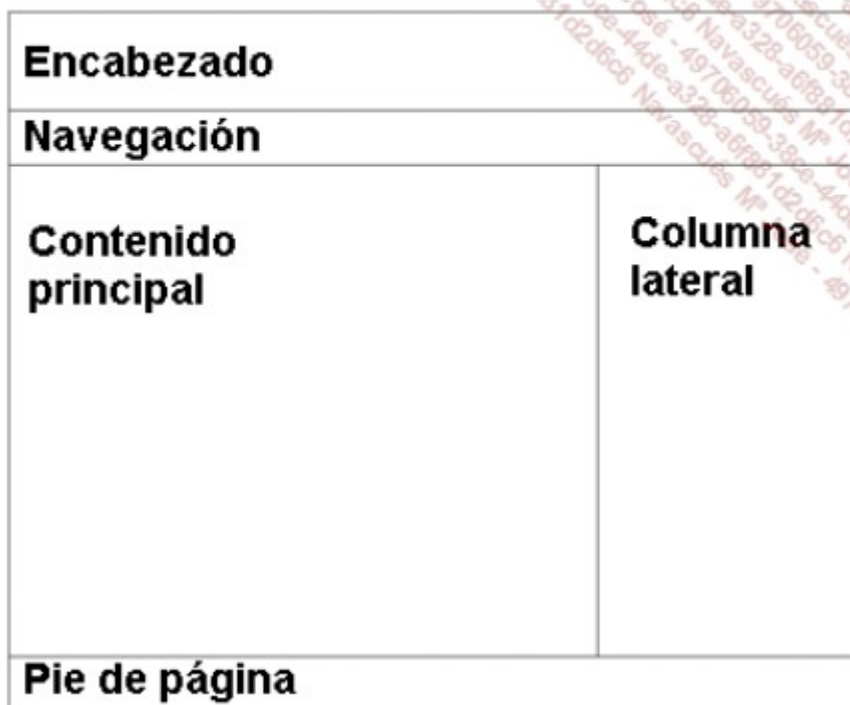 Encabezado
Navegación
Contenido
principal
Columna
lateral
Pie de página